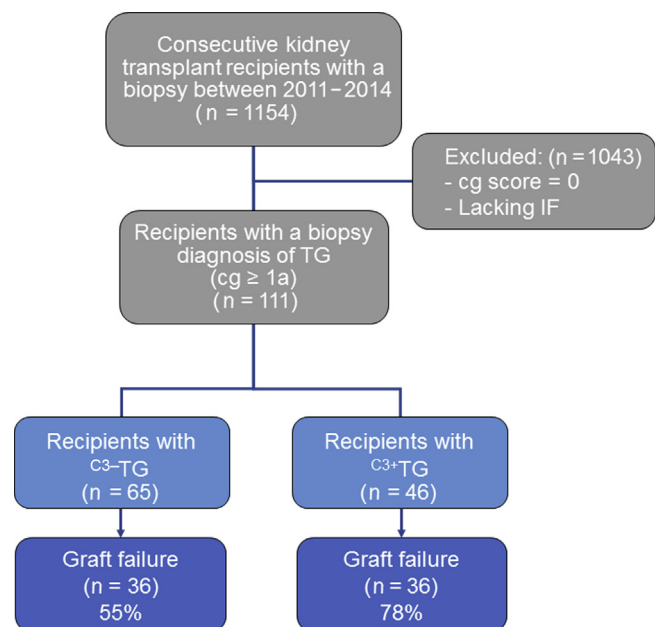 Consecutive kidney
transplant recipients with a
biopsy between 2011–2014
(n = 1154)
Excluded: (n = 1043)
- cg score = 0
- Lacking IF
Recipients with a biopsy
diagnosis of TG
(cg ≥ 1a)
(n = 111)
Recipients with
C3–TG
(n = 65)
Recipients with
C3+TG
(n = 46)
Graft failure
(n = 36)
55%
Graft failure
(n = 36)
78%